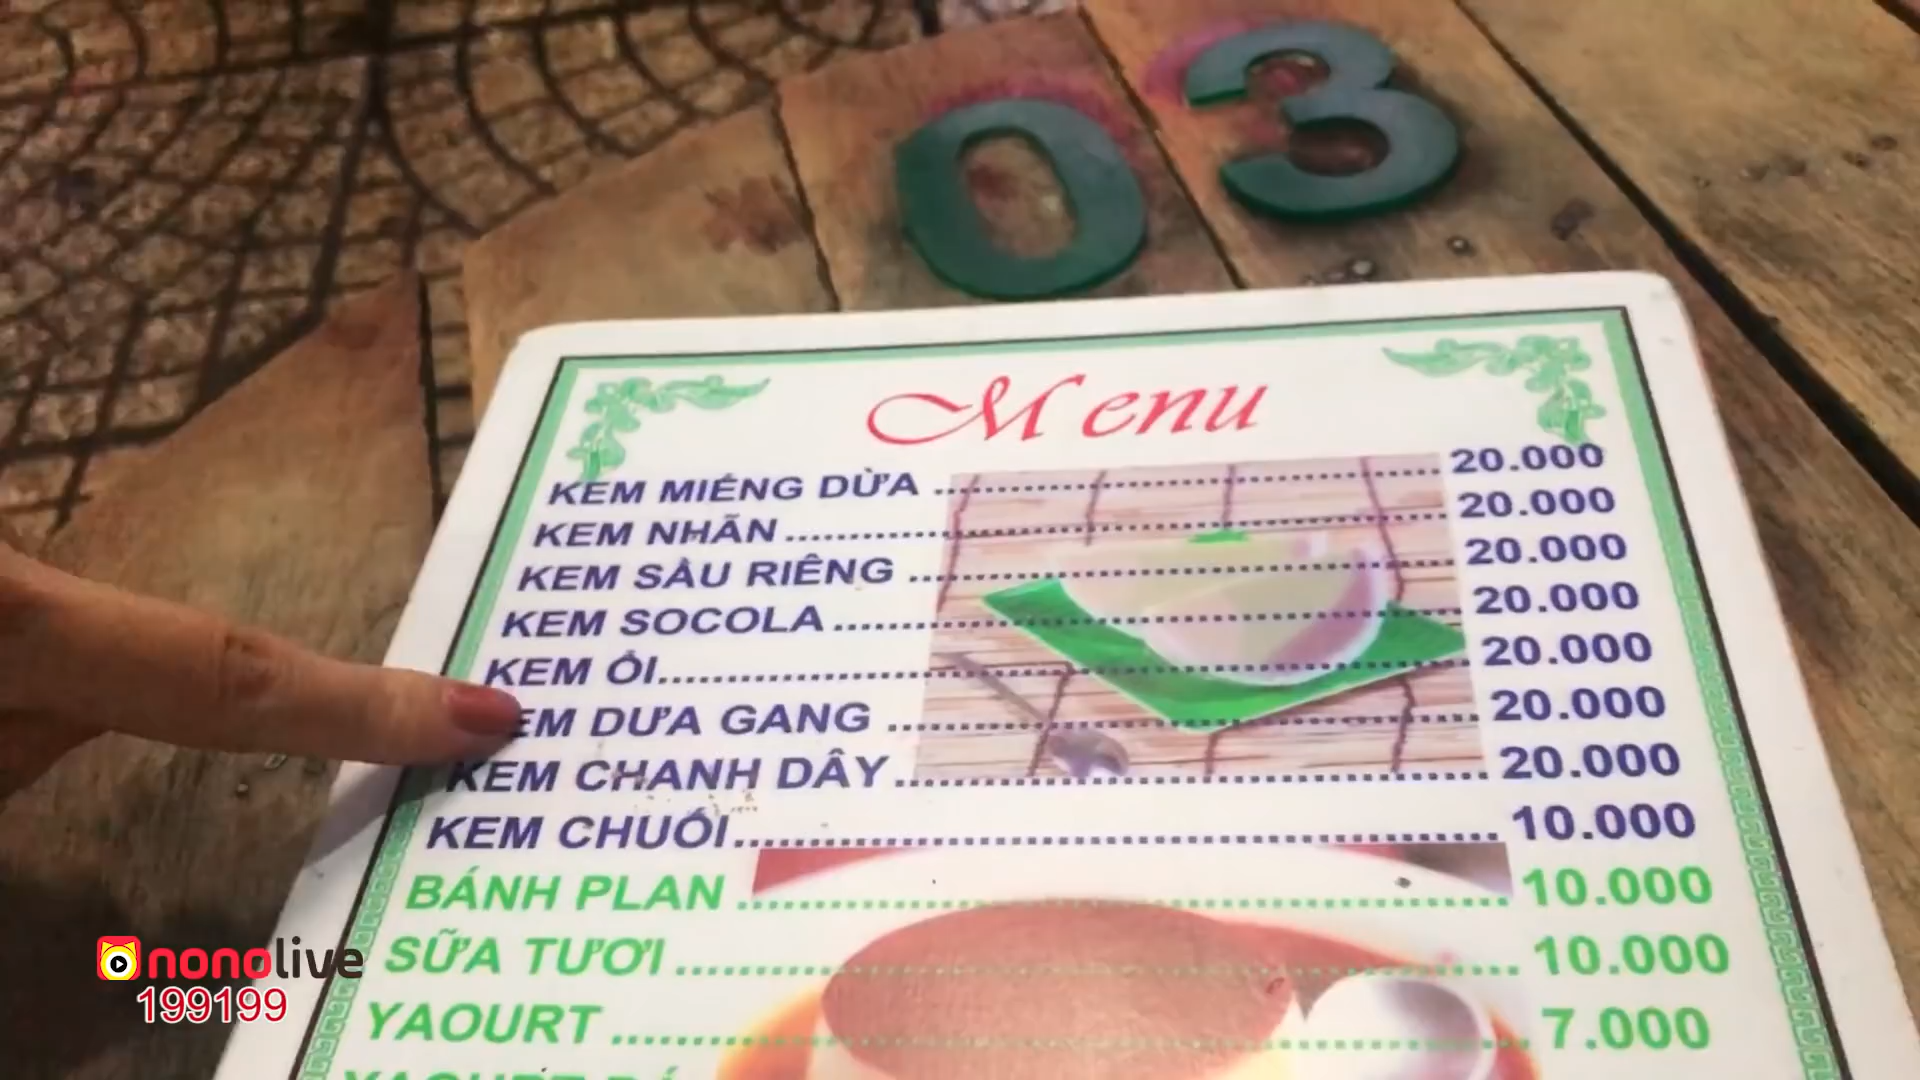 03
Menu
KEM MIẾNG DỪA 20.000
KEM NHÃN 20.000
KEM SẦU RIÊNG 20.000
KEM SOCOLA 20.000
KEM ỔI 20.000
KEM DƯA GANG 20.000
KEM CHANH DÂY 20.000
KEM CHUỐI 10.000
BÁNH PLAN 10.000
SỮA TƯƠI 10.000
YAOURT 7.000
nonolive
199199